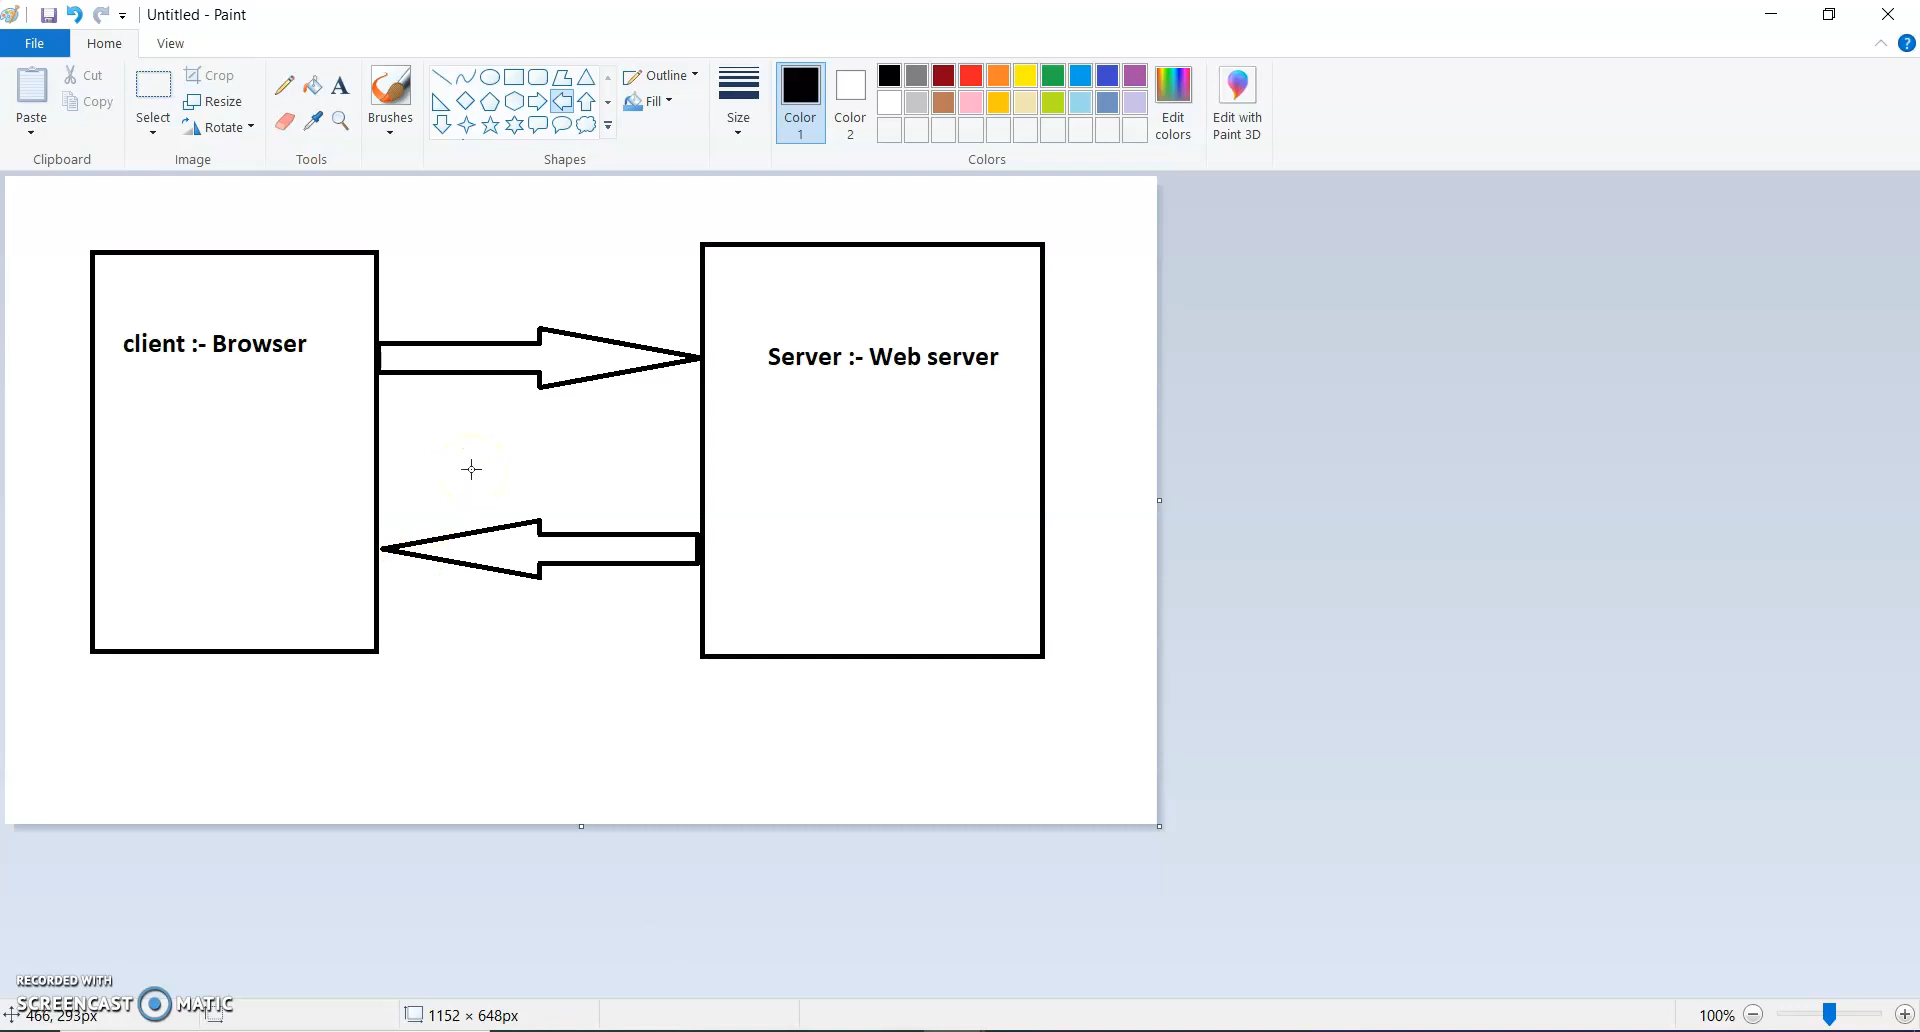 Untitled - Paint
File Home View
Paste
Cut
Copy
Clipboard
Select
Crop
Resize
Rotate
Image
A
Tools
Brushes
Outline
Fill
Shapes
Size
Color 1
Color 2
Edit colors
Colors
Edit with Paint 3D
?
client :- Browser
Server :- Web server
RECORDED WITH
SCREENCAST MATIC
466, 293px
1152 × 648px
100%